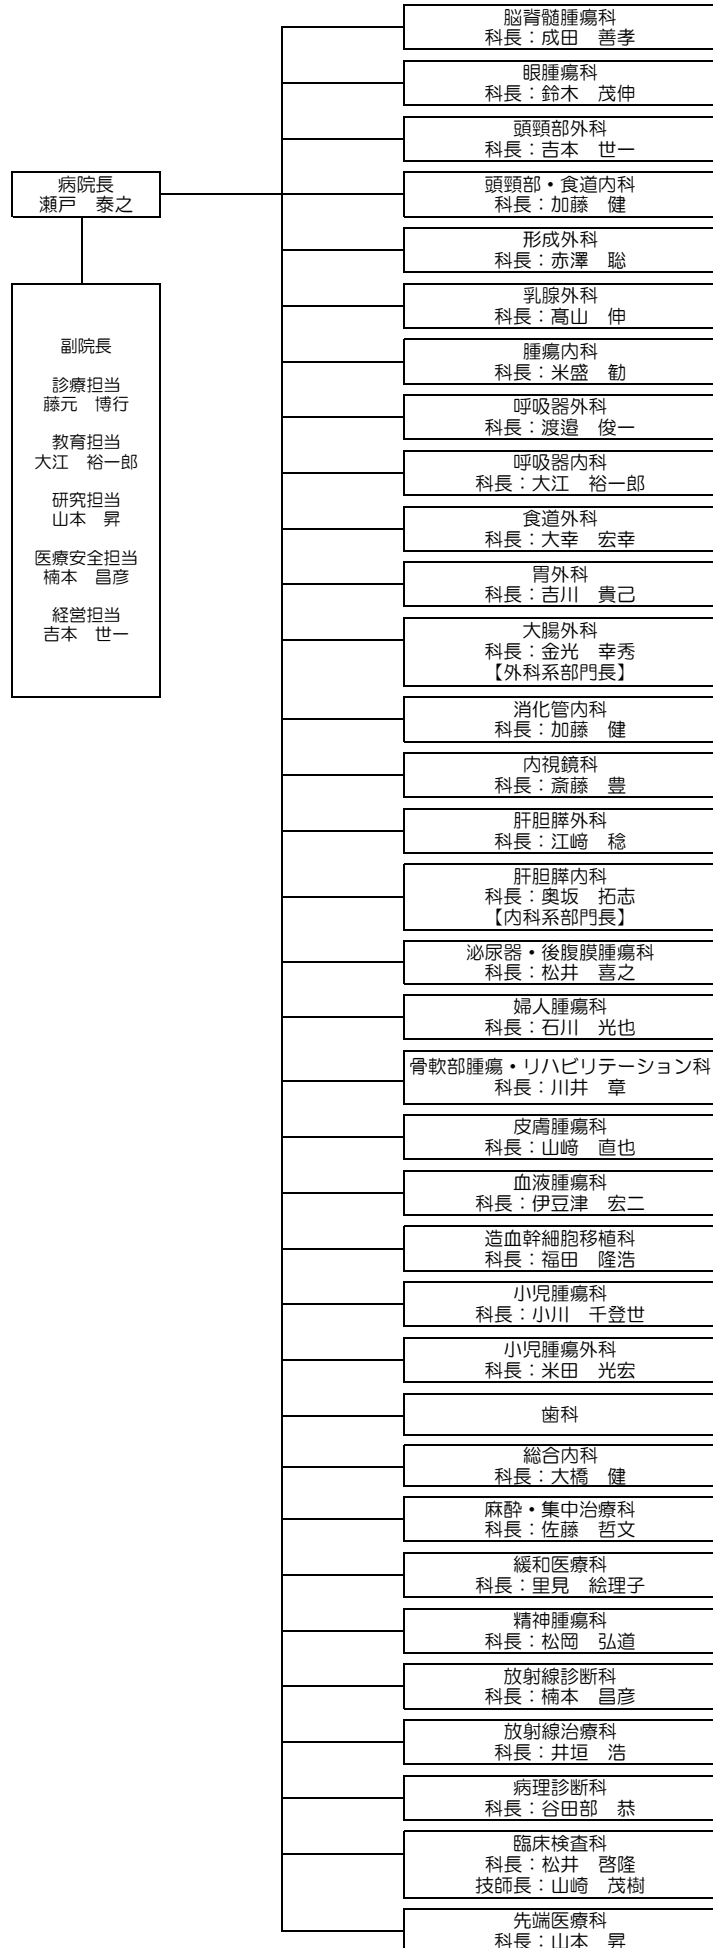 病院長
瀬戸　泰之
副院長
診療担当
藤元　博行
教育担当
大江　裕一郎
研究担当
山本　昇
医療安全担当
楠本　昌彦
経営担当
吉本　世一
脳脊髄腫瘍科
科長：成田　善孝
眼腫瘍科
科長：鈴木　茂伸
頭頸部外科
科長：吉本　世一
頭頸部・食道内科
科長：加藤　健
形成外科
科長：赤澤　聡
乳腺外科
科長：髙山　伸
腫瘍内科
科長：米盛　勧
呼吸器外科
科長：渡邉　俊一
呼吸器内科
科長：大江　裕一郎
食道外科
科長：大幸　宏幸
胃外科
科長：吉川　貴己
大腸外科
科長：金光　幸秀
【外科系部門長】
消化管内科
科長：加藤　健
内視鏡科
科長：斎藤　豊
肝胆膵外科
科長：江﨑　稔
肝胆膵内科
科長：奥坂　拓志
【内科系部門長】
泌尿器・後腹膜腫瘍科
科長：松井　喜之
婦人腫瘍科
科長：石川　光也
骨軟部腫瘍・リハビリテーション科
科長：川井　章
皮膚腫瘍科
科長：山﨑　直也
血液腫瘍科
科長：伊豆津　宏二
造血幹細胞移植科
科長：福田　隆浩
小児腫瘍科
科長：小川　千登世
小児腫瘍外科
科長：米田　光宏
歯科
総合内科
科長：大橋　健
麻酔・集中治療科
科長：佐藤　哲文
緩和医療科
科長：里見　絵理子
精神腫瘍科
科長：松岡　弘道
放射線診断科
科長：楠本　昌彦
放射線治療科
科長：井垣　浩
病理診断科
科長：谷田部　恭
臨床検査科
科長：松井　啓隆
技師長：山崎　茂樹
先端医療科
科長：山本　昇